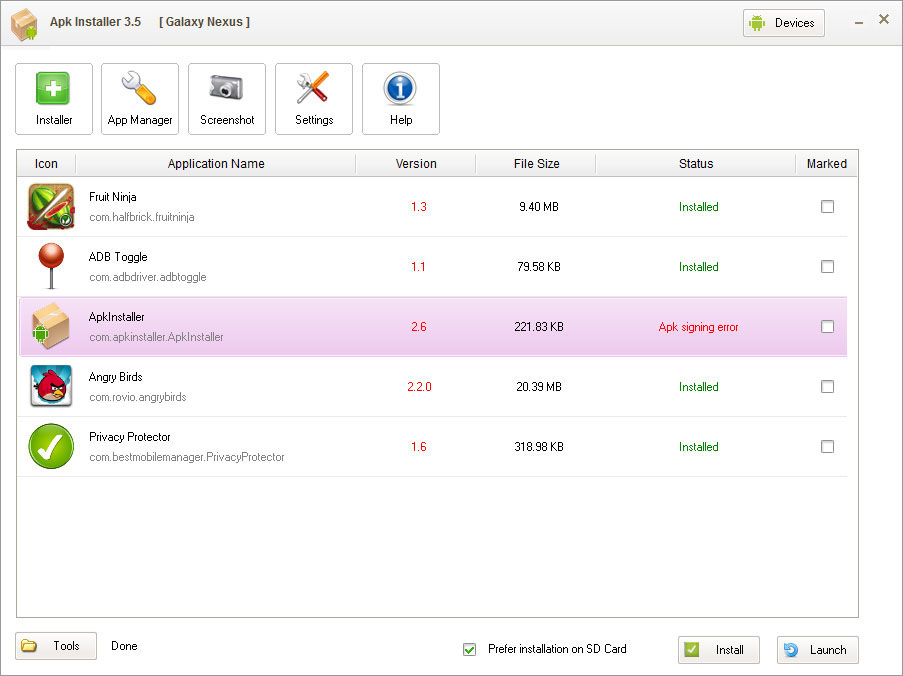 Apk Installer 3.5 [ Galaxy Nexus ]
Devices
Installer
App Manager
Screenshot
Settings
Help
Icon Application Name Version File Size Status Marked
Fruit Ninja
com.halfbrick.fruitninja
1.3 9.40 MB Installed
ADB Toggle
com.adbdriver.adbtoggle
1.1 79.58 KB Installed
ApkInstaller
com.apkinstaller.ApkInstaller
2.6 221.83 KB Apk signing error
Angry Birds
com.rovio.angrybirds
2.2.0 20.39 MB Installed
Privacy Protector
com.bestmobilemanager.PrivacyProtector
1.6 318.98 KB Installed
Tools Done Prefer installation on SD Card Install Launch